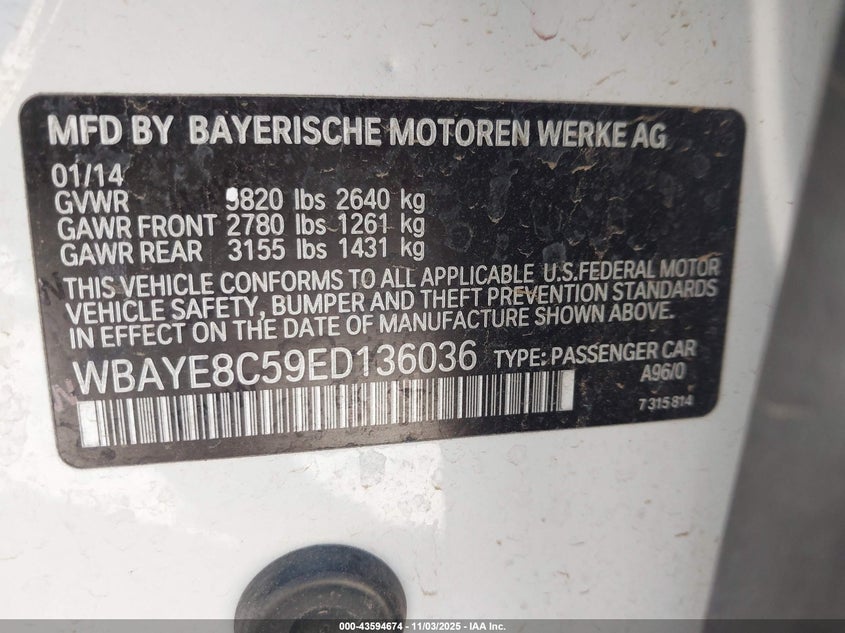 MFD BY BAYERISCHE MOTOREN WERKE AG
01/14
GVWR 820 lbs 2640 kg
GAWR FRONT 2780 lbs 1261 kg
GAWR REAR 3155 lbs 1431 kg
THIS VEHICLE CONFORMS TO ALL APPLICABLE U.S.FEDERAL MOTOR
VEHICLE SAFETY, BUMPER AND THEFT PREVENTION STANDARDS
IN EFFECT ON THE DATE OF MANUFACTURE SHOWN ABOVE.
WBAYE8C59ED136036 TYPE: PASSENGER CAR
A96/0
7315814
000-43594674 | 11/03/2025 - IAA Inc.